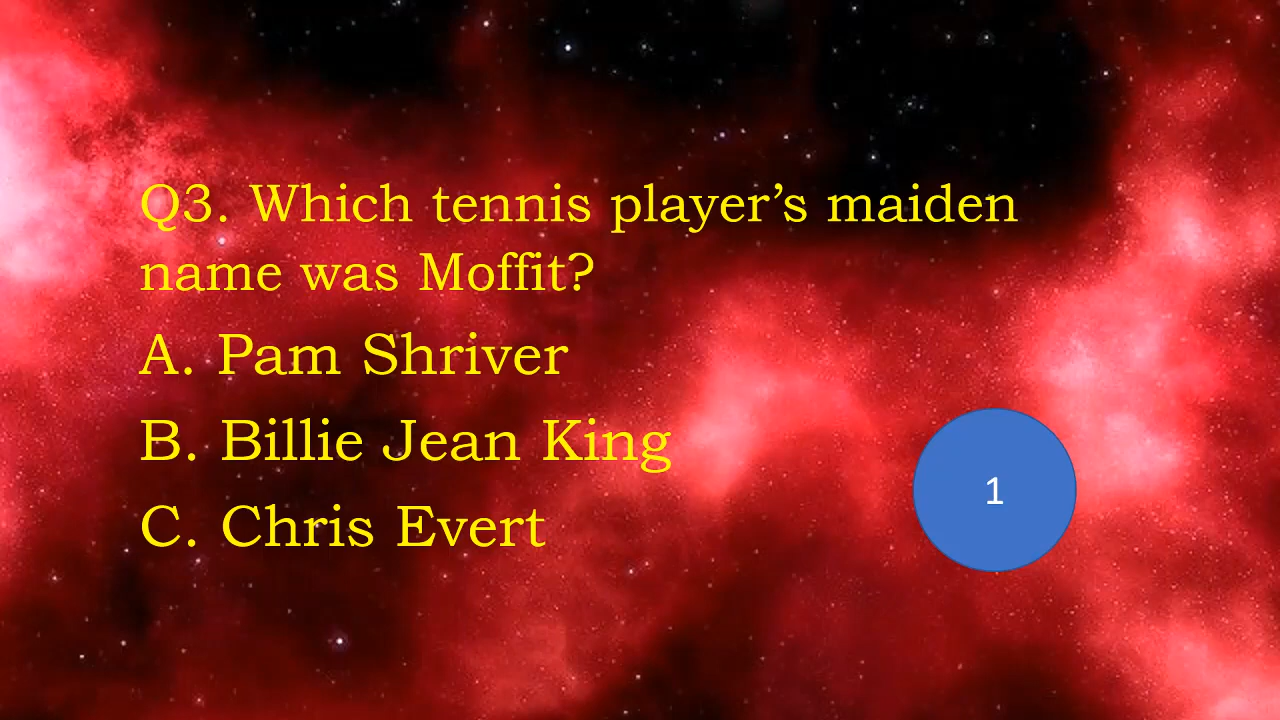 Q3. Which tennis player’s maiden
name was Moffit?
A. Pam Shriver
B. Billie Jean King
C. Chris Evert
1